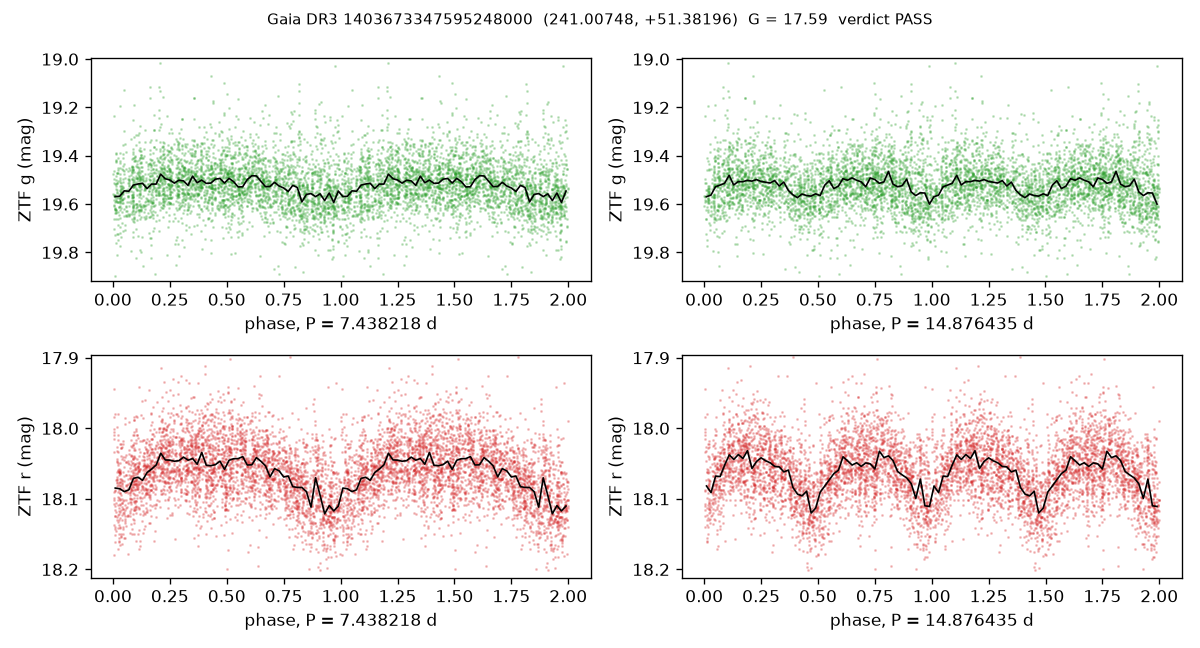 Gaia DR3 1403673347595248000  (241.00748, +51.38196)  G = 17.59  verdict PASS
ZTF g (mag)
19.0
19.2
19.4
19.6
19.8
0.00 0.25 0.50 0.75 1.00 1.25 1.50 1.75 2.00
phase, P = 7.438218 d
ZTF g (mag)
19.0
19.2
19.4
19.6
19.8
0.00 0.25 0.50 0.75 1.00 1.25 1.50 1.75 2.00
phase, P = 14.876435 d
ZTF r (mag)
17.9
18.0
18.1
18.2
0.00 0.25 0.50 0.75 1.00 1.25 1.50 1.75 2.00
phase, P = 7.438218 d
ZTF r (mag)
17.9
18.0
18.1
18.2
0.00 0.25 0.50 0.75 1.00 1.25 1.50 1.75 2.00
phase, P = 14.876435 d